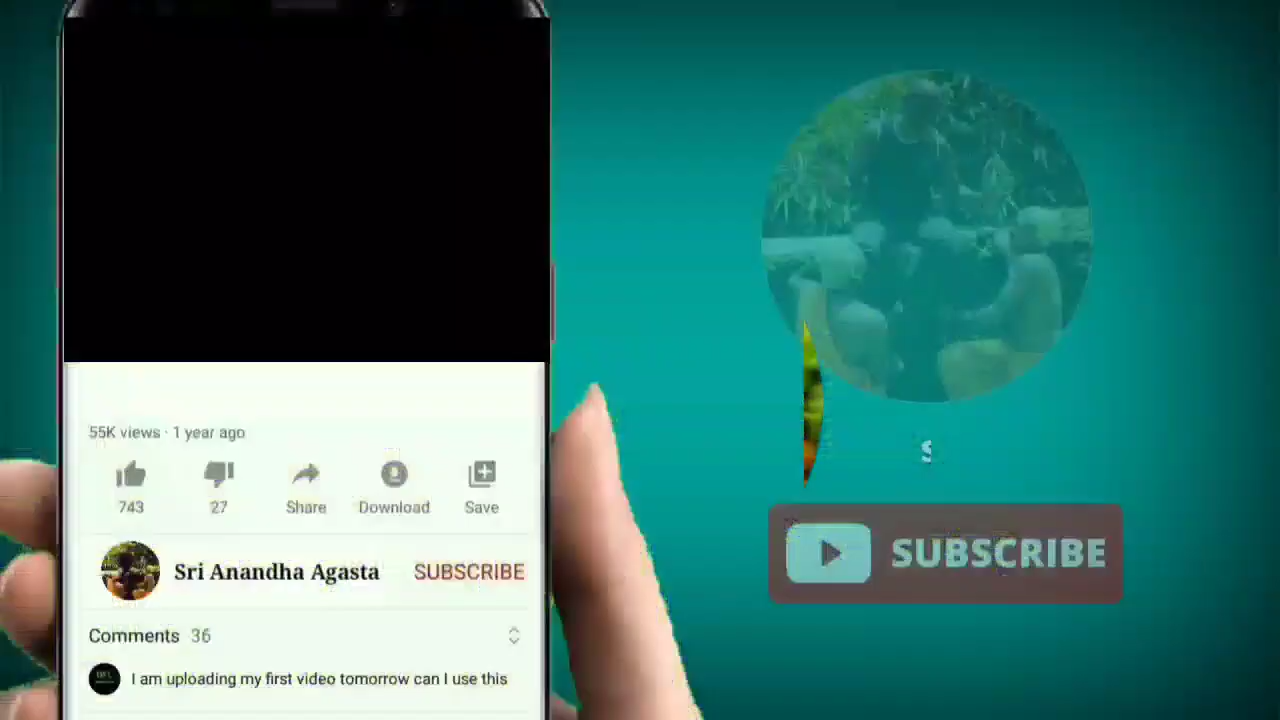 55K views · 1 year ago
743 27 Share Download Save
Sri Anandha Agasta SUBSCRIBE
Comments 36
I am uploading my first video tomorrow can I use this
S
SUBSCRIBE